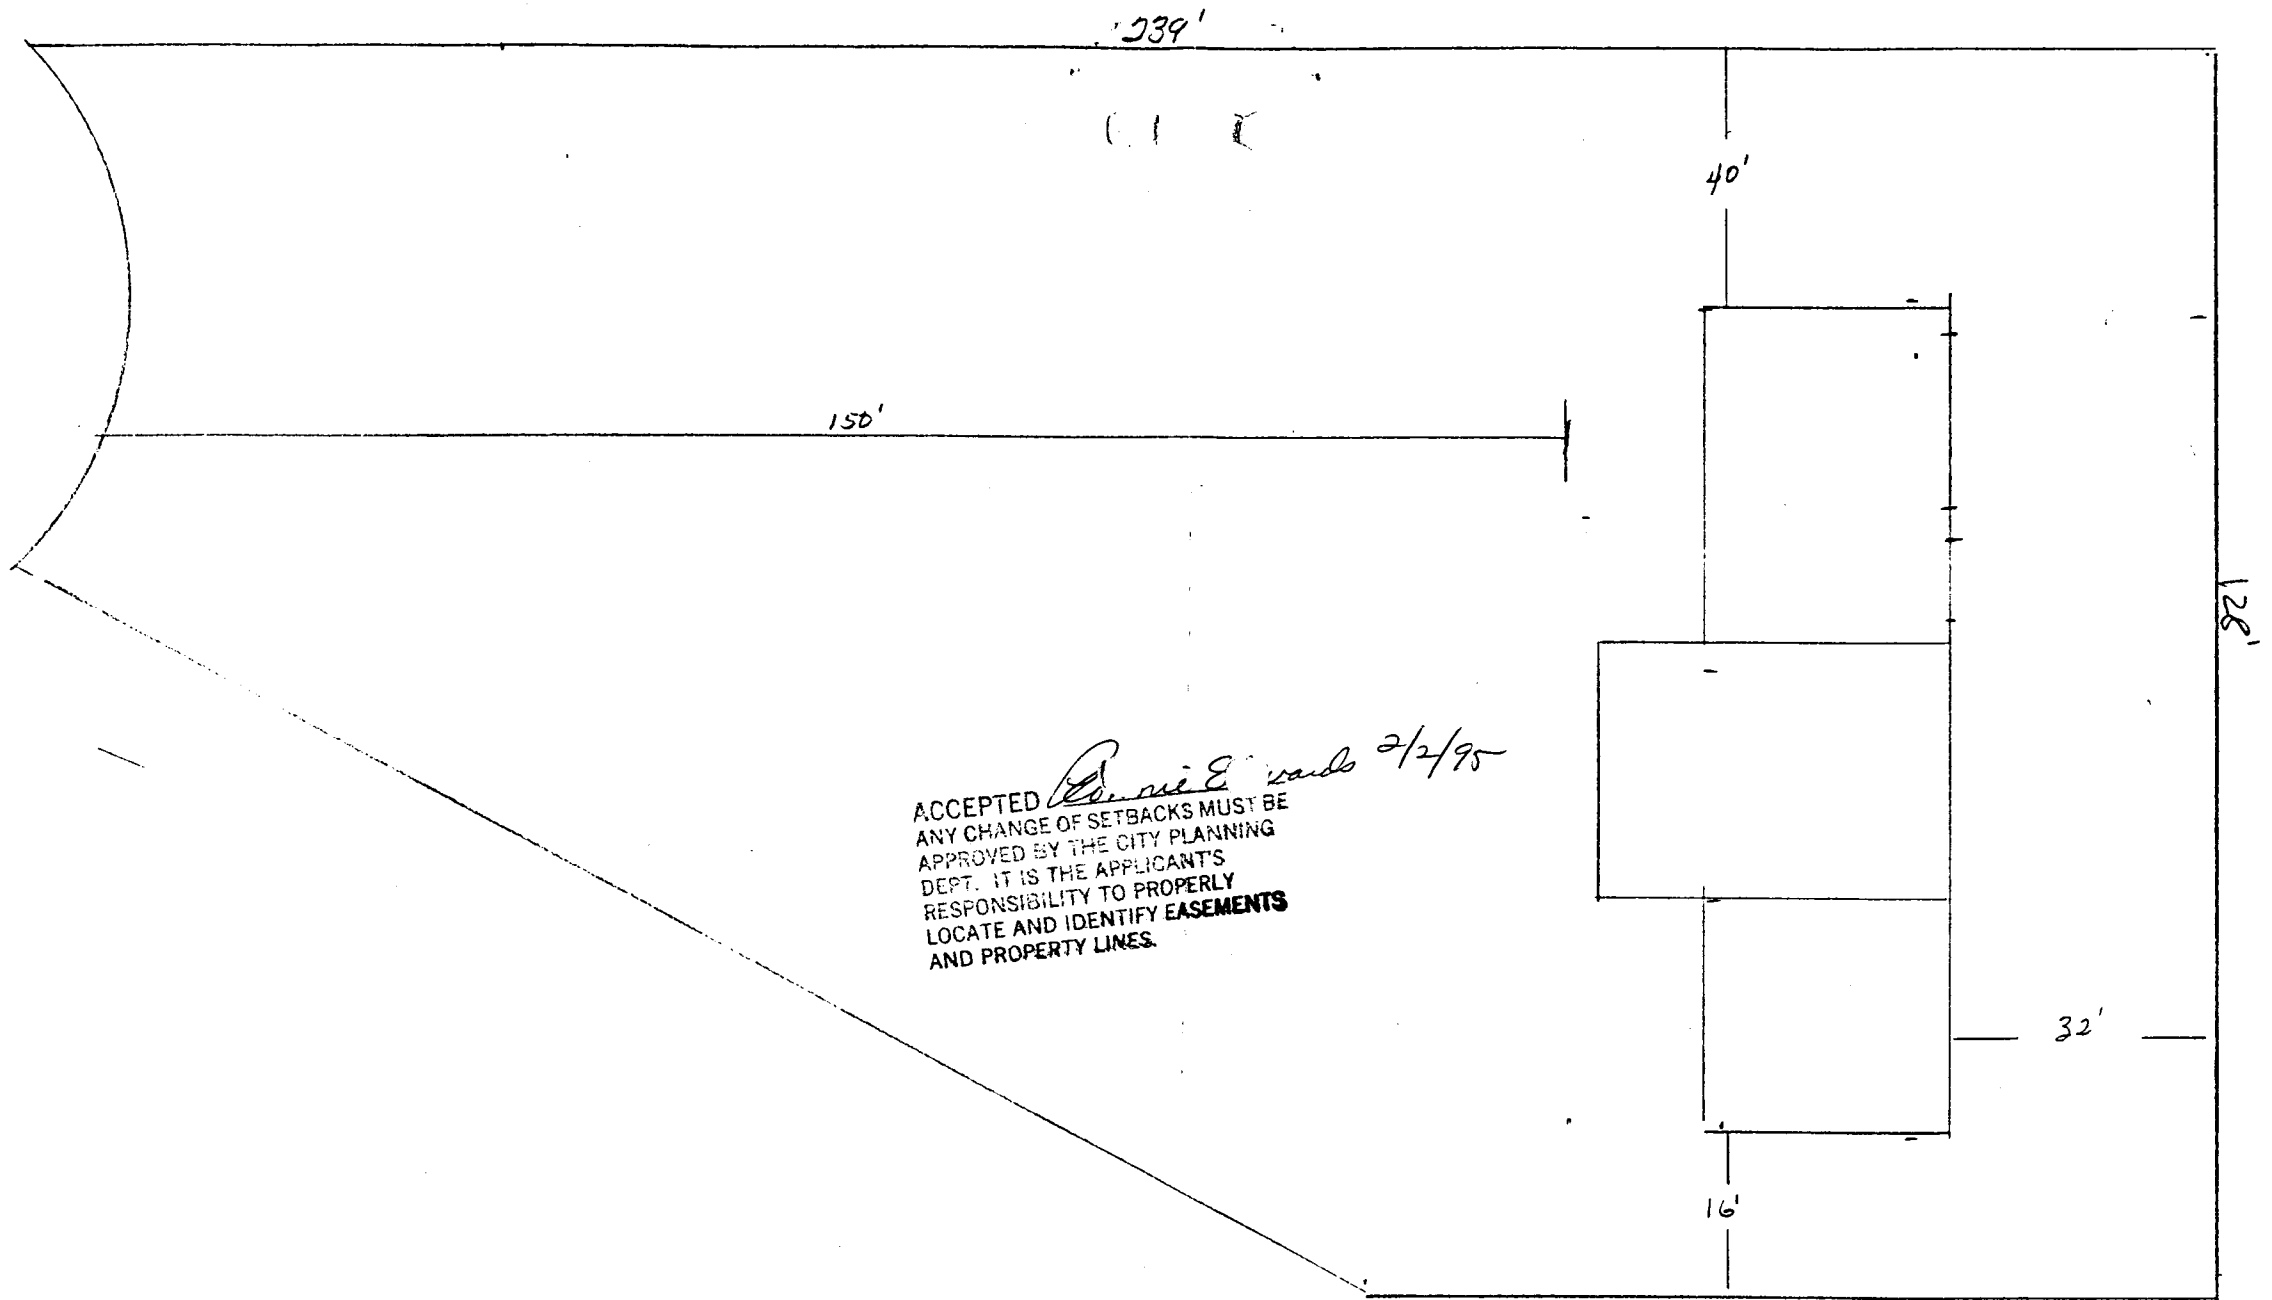 239'
40'
150'
128'
ACCEPTED 2/2/95
ANY CHANGE OF SETBACKS MUST BE
APPROVED BY THE CITY PLANNING
DEPT. IT IS THE APPLICANT'S
RESPONSIBILITY TO PROPERLY
LOCATE AND IDENTIFY EASEMENTS
AND PROPERTY LINES.
32'
16'